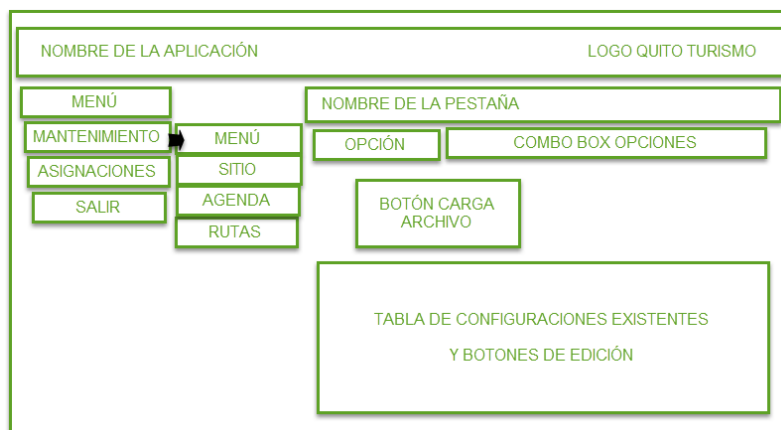 NOMBRE DE LA APLICACIÓN
LOGO QUITO TURISMO
MENÚ
NOMBRE DE LA PESTAÑA
MANTENIMIENTO
MENÚ
OPCIÓN
COMBO BOX OPCIONES
ASIGNACIONES
SITIO
SALIR
AGENDA
RUTAS
BOTÓN CARGA
ARCHIVO
TABLA DE CONFIGURACIONES EXISTENTES
Y BOTONES DE EDICIÓN